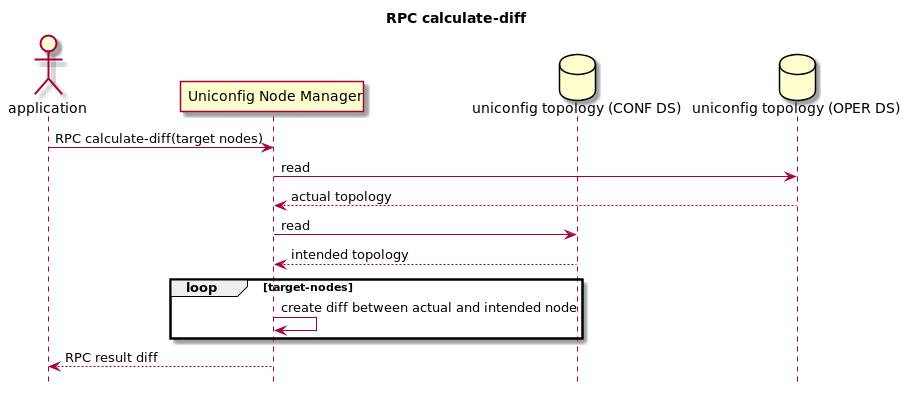 RPC calculate-diff
application
Uniconfig Node Manager
uniconfig topology (CONF DS)
uniconfig topology (OPER DS)
RPC calculate-diff(target nodes)
read
actual topology
read
intended topology
loop
[target-nodes]
create diff between actual and intended node
RPC result diff